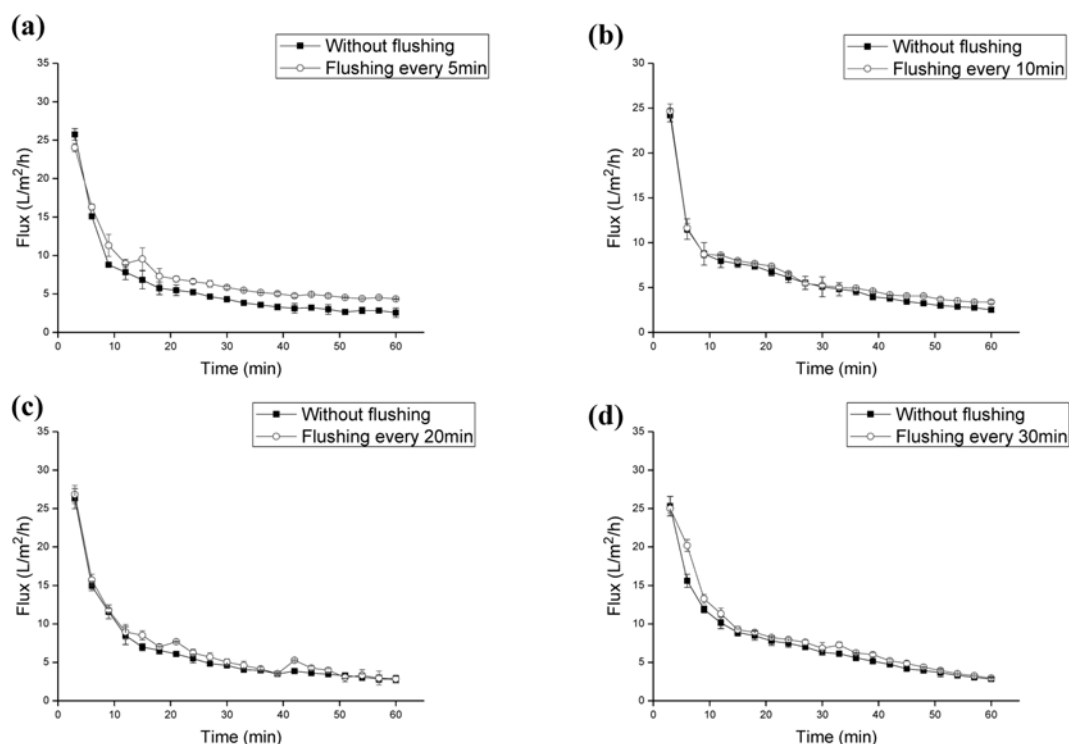 (a)
Without flushing
Flushing every 5min
35
30
25
20
15
10
5
0
Flux (L/m²/h)
0 10 20 30 40 50 60
Time (min)
(b)
Without flushing
Flushing every 10min
30
25
20
15
10
5
0
Flux (L/m²/h)
0 10 20 30 40 50 60
Time (min)
(c)
Without flushing
Flushing every 20min
35
30
25
20
15
10
5
0
Flux (L/m²/h)
0 10 20 30 40 50 60
Time (min)
(d)
Without flushing
Flushing every 30min
35
30
25
20
15
10
5
0
Flux (L/m²/h)
0 10 20 30 40 50 60
Time (min)